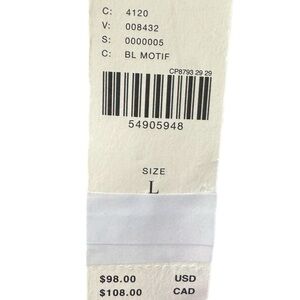 C: 4120
V: 008432
S: 0000005
C: BL MOTIF
CP8793 29 29
54905948
SIZE
L
$98.00 USD
$108.00 CAD